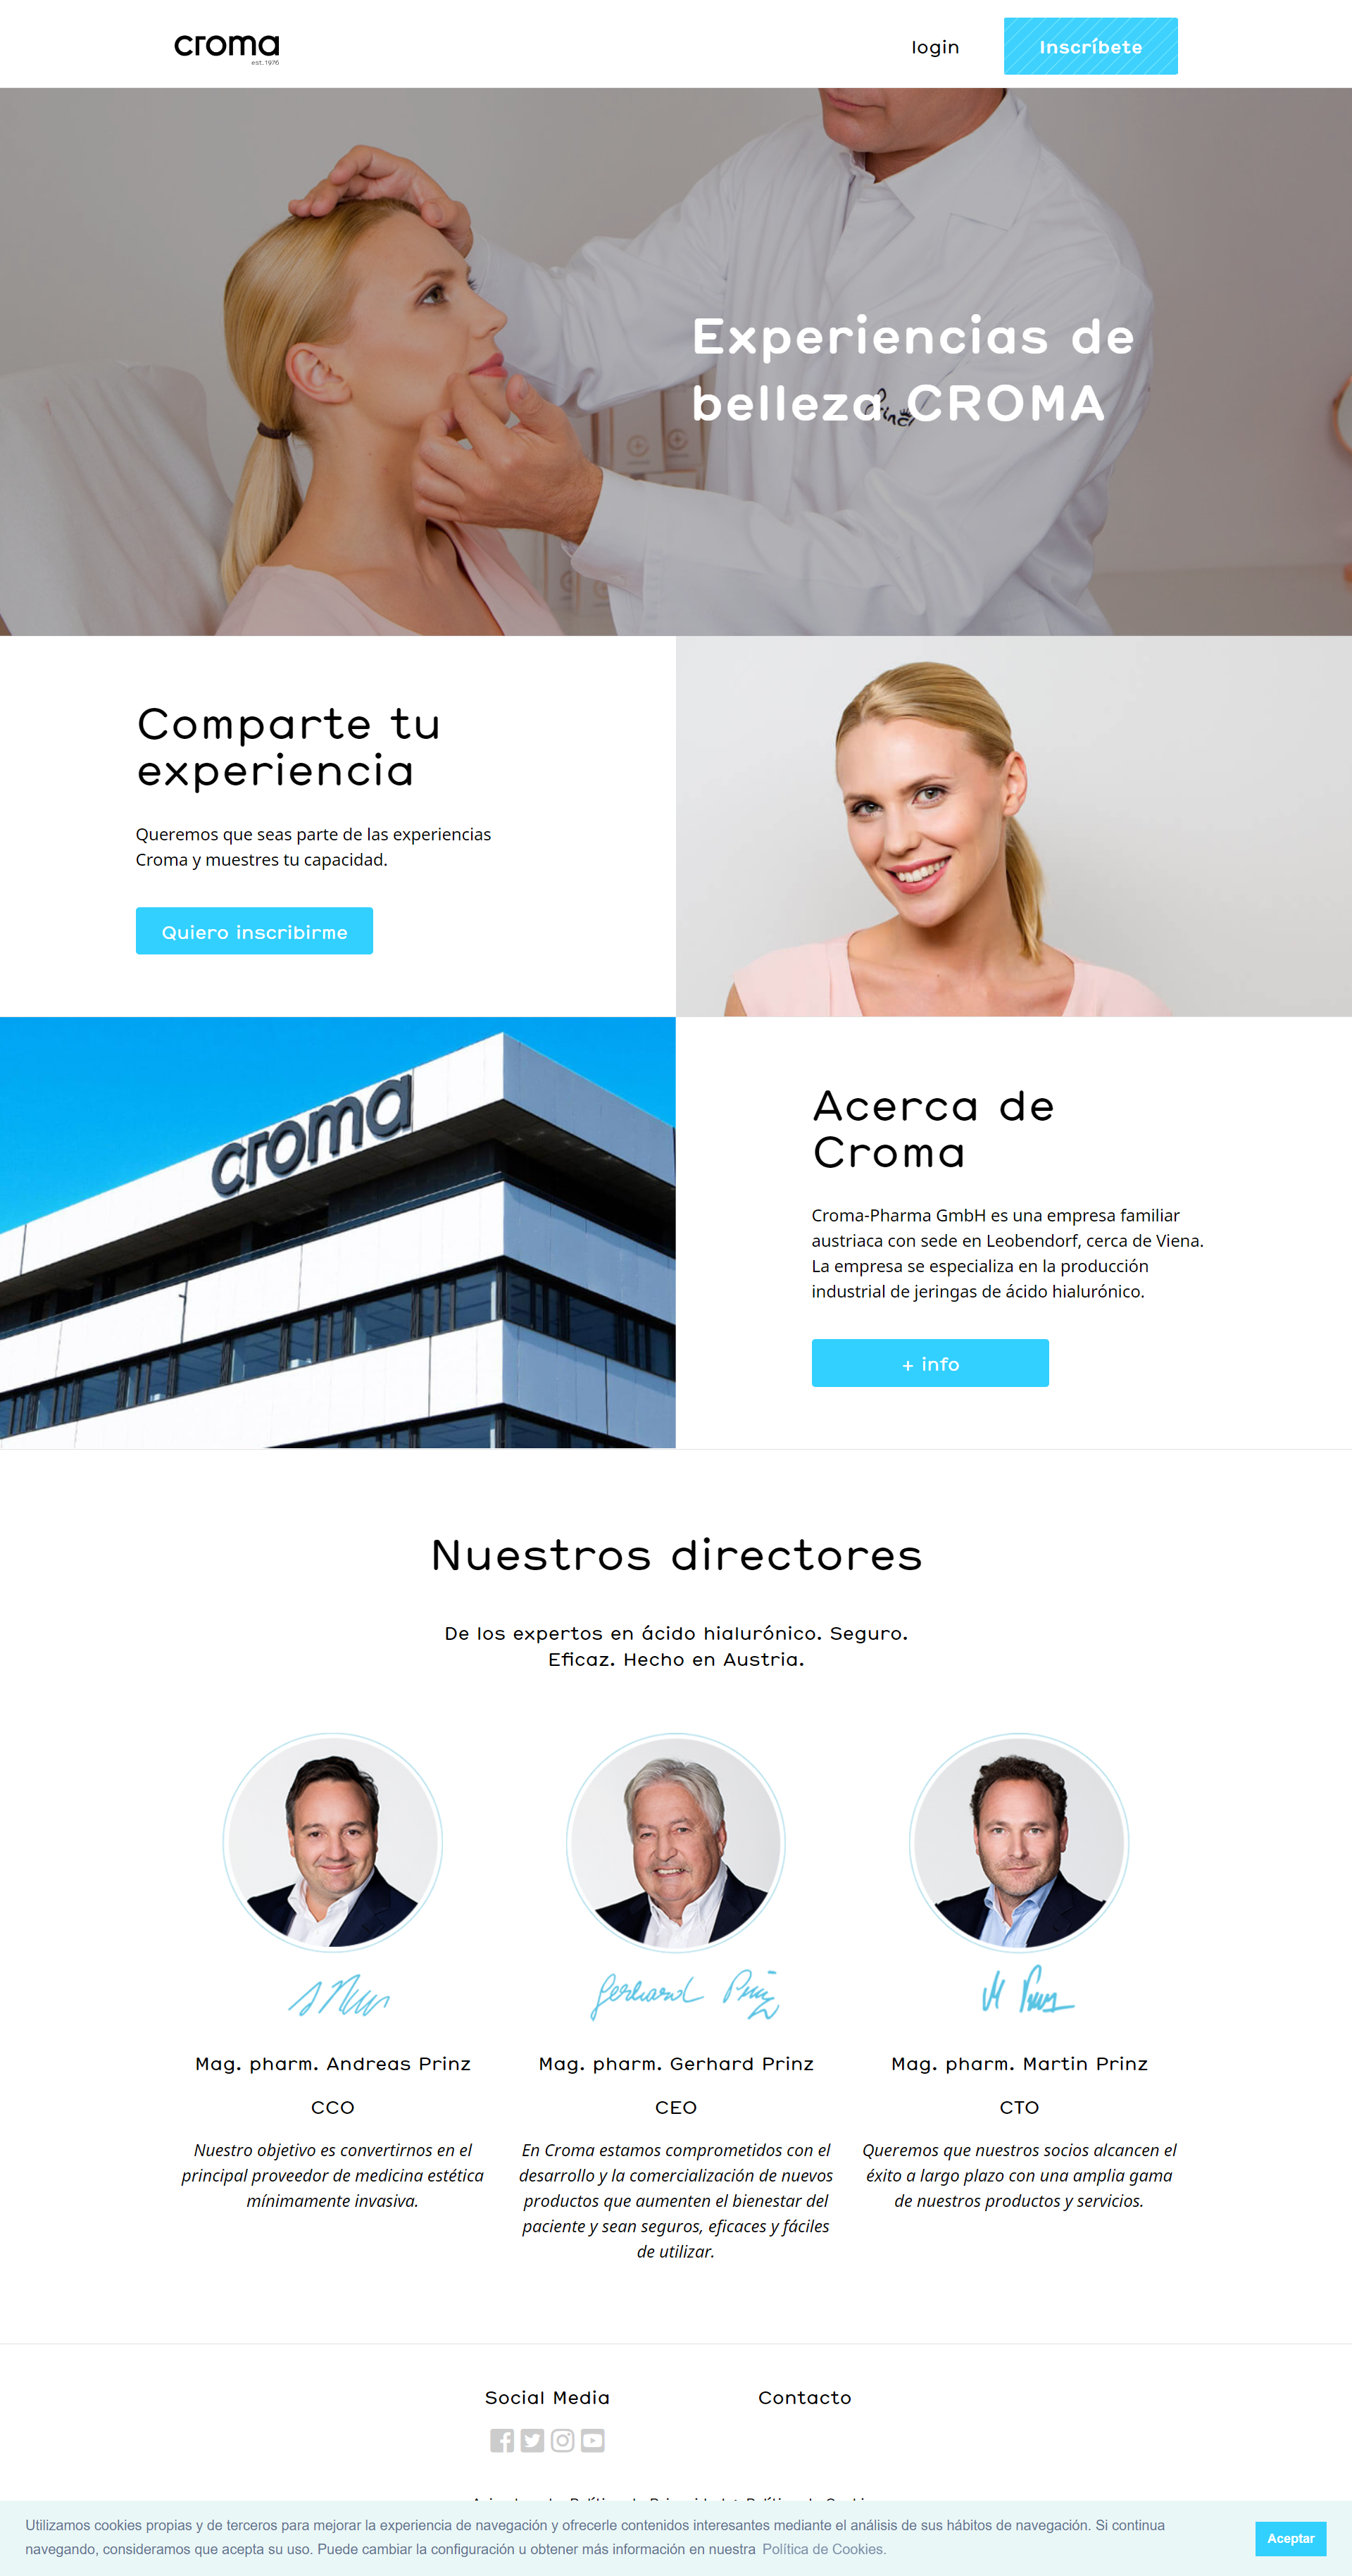 croma
est.1976
login
Inscríbete
Experiencias de
belleza CROMA
Comparte tu
experiencia
Queremos que seas parte de las experiencias
Croma y muestres tu capacidad.
Quiero inscribirme
croma
Acerca de
Croma
Croma-Pharma GmbH es una empresa familiar
austriaca con sede en Leobendorf, cerca de Viena.
La empresa se especializa en la producción
industrial de jeringas de ácido hialurónico.
+ info
Nuestros directores
De los expertos en ácido hialurónico. Seguro.
Eficaz. Hecho en Austria.
Gerhard Prinz
M Prinz
Mag. pharm. Andreas Prinz
Mag. pharm. Gerhard Prinz
Mag. pharm. Martin Prinz
CCO
CEO
CTO
Nuestro objetivo es convertirnos en el
principal proveedor de medicina estética
mínimamente invasiva.
En Croma estamos comprometidos con el
desarrollo y la comercialización de nuevos
productos que aumenten el bienestar del
paciente y sean seguros, eficaces y fáciles
de utilizar.
Queremos que nuestros socios alcancen el
éxito a largo plazo con una amplia gama
de nuestros productos y servicios.
Social Media
Contacto
Utilizamos cookies propias y de terceros para mejorar la experiencia de navegación y ofrecerle contenidos interesantes mediante el análisis de sus hábitos de navegación. Si continua
navegando, consideramos que acepta su uso. Puede cambiar la configuración u obtener más información en nuestra Política de Cookies.
Aceptar